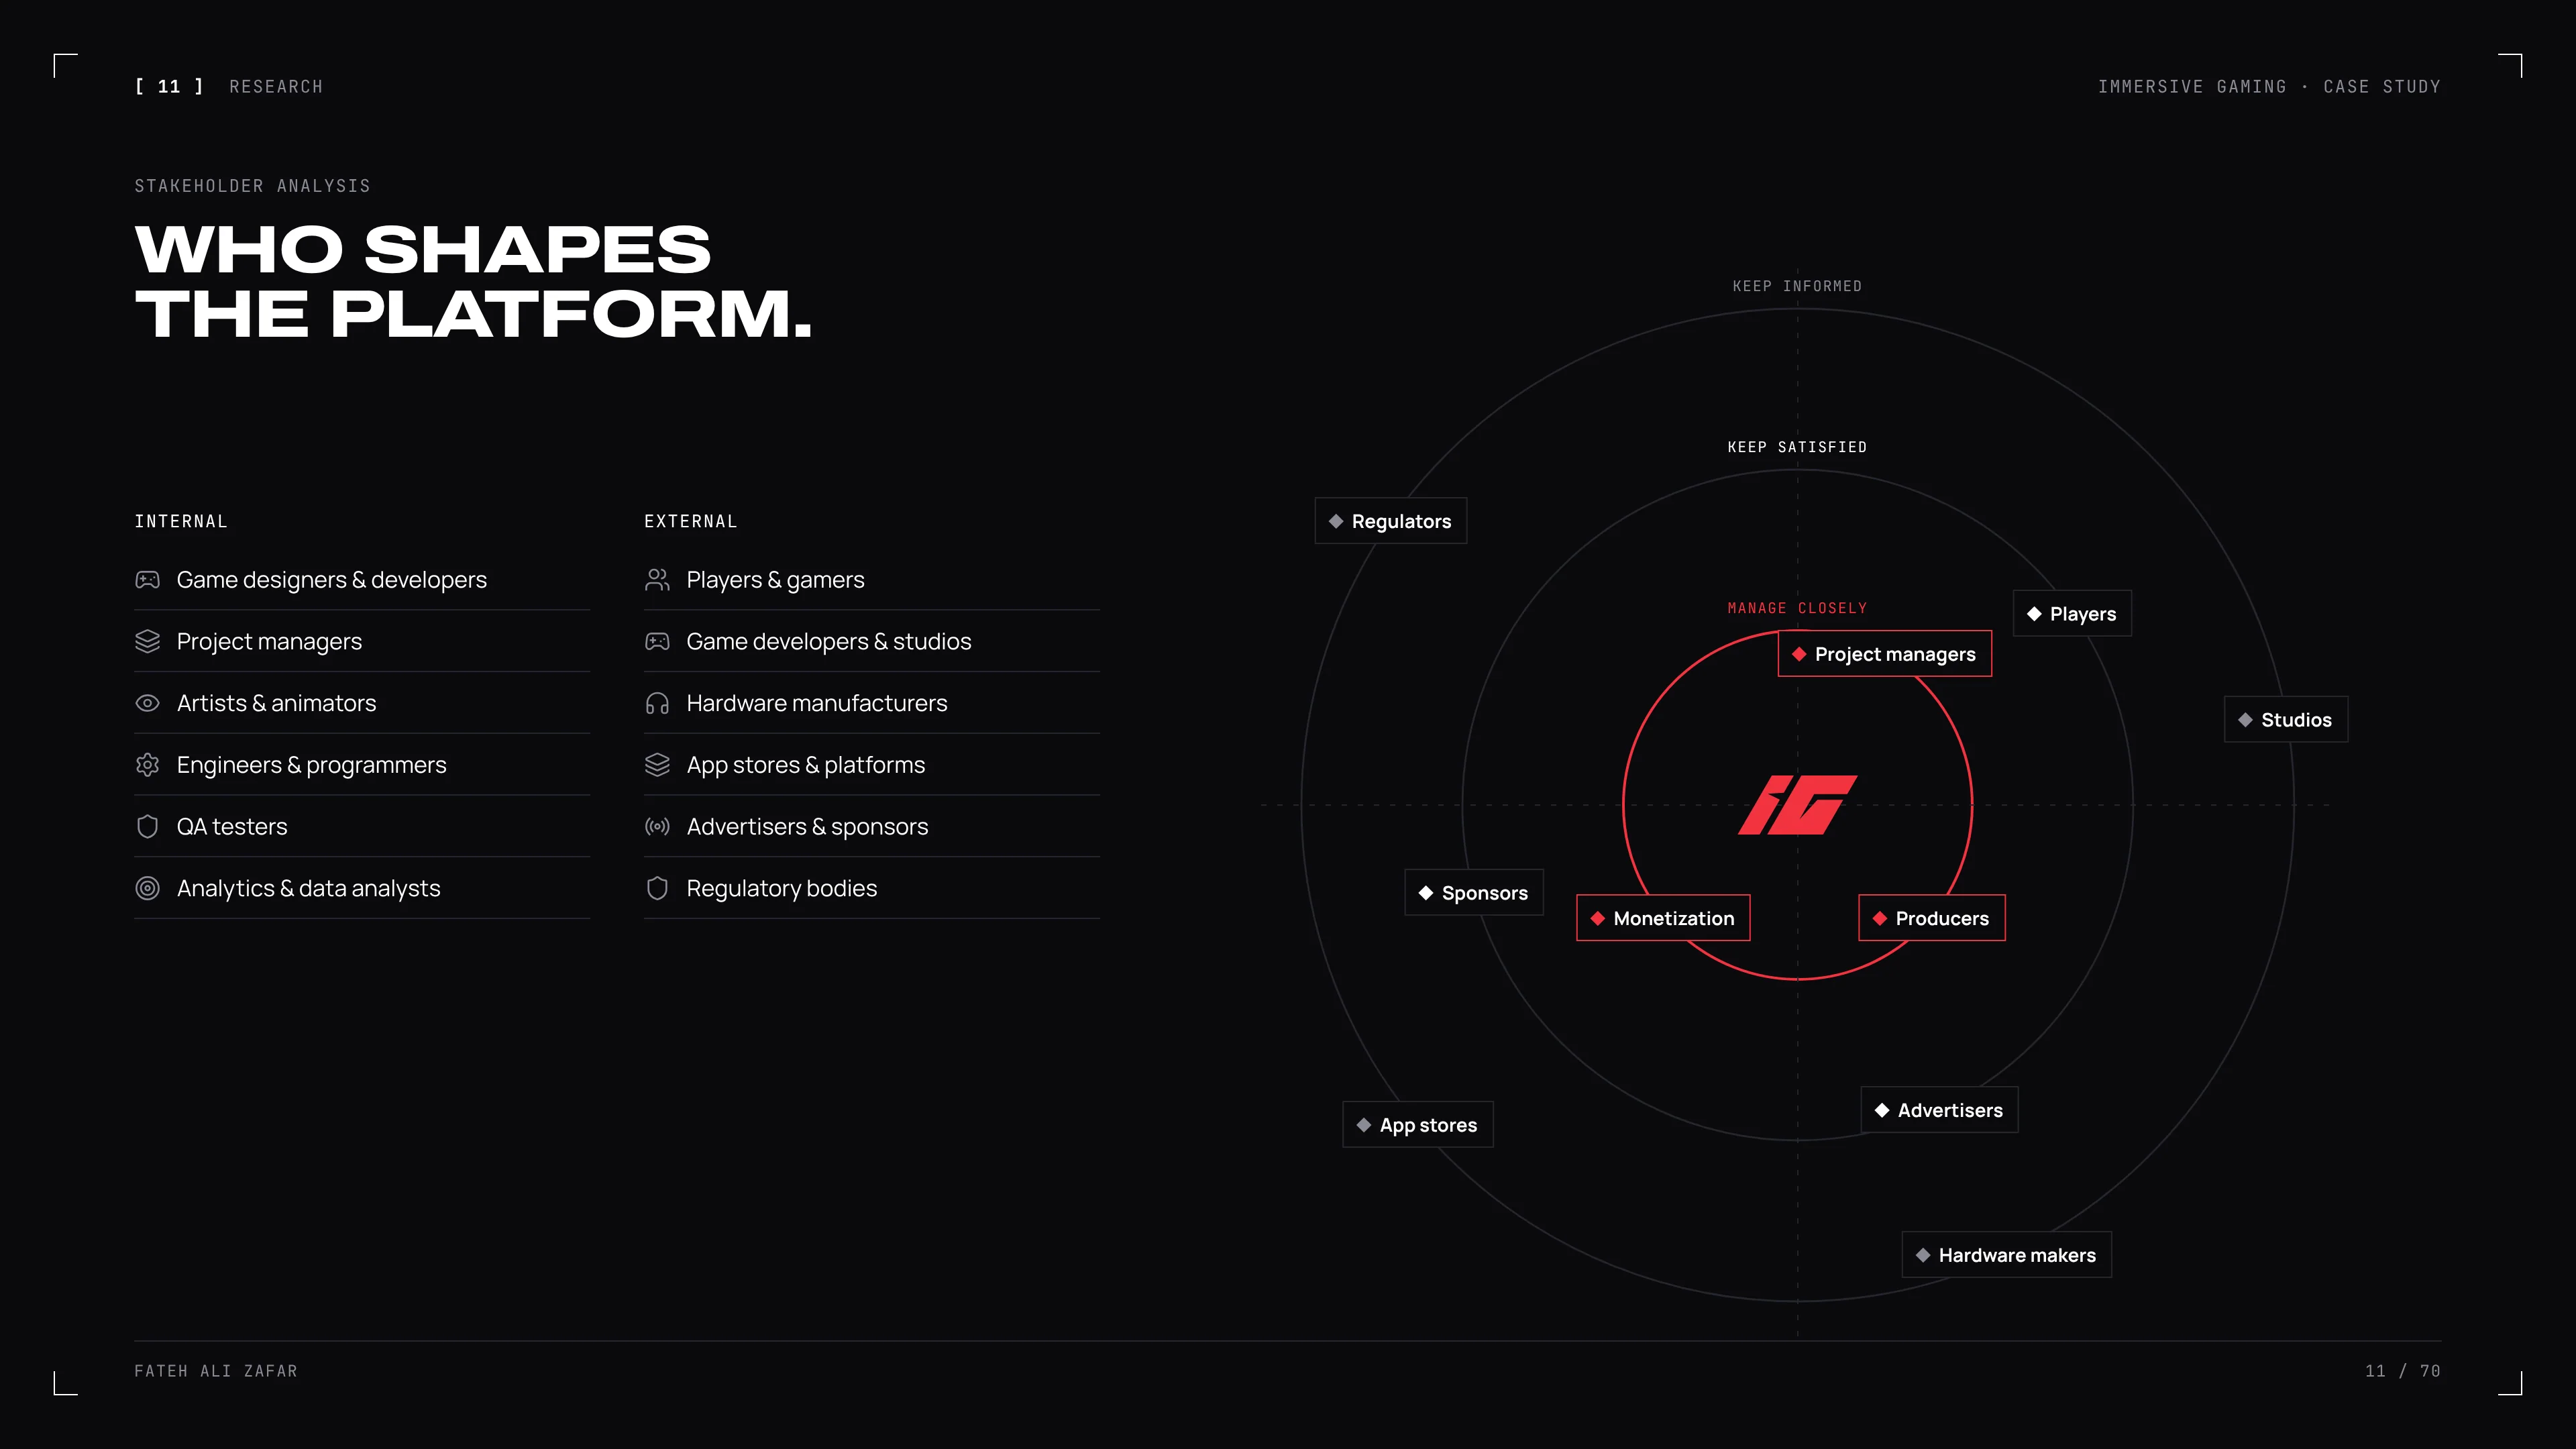 [ 11 ] RESEARCH
IMMERSIVE GAMING · CASE STUDY
STAKEHOLDER ANALYSIS
WHO SHAPES
THE PLATFORM.
INTERNAL
Game designers & developers
Project managers
Artists & animators
Engineers & programmers
QA testers
Analytics & data analysts
EXTERNAL
Players & gamers
Game developers & studios
Hardware manufacturers
App stores & platforms
Advertisers & sponsors
Regulatory bodies
KEEP INFORMED
KEEP SATISFIED
Regulators
MANAGE CLOSELY
Players
Project managers
Studios
iG
Sponsors
Monetization
Producers
Advertisers
App stores
Hardware makers
FATEH ALI ZAFAR
11 / 70